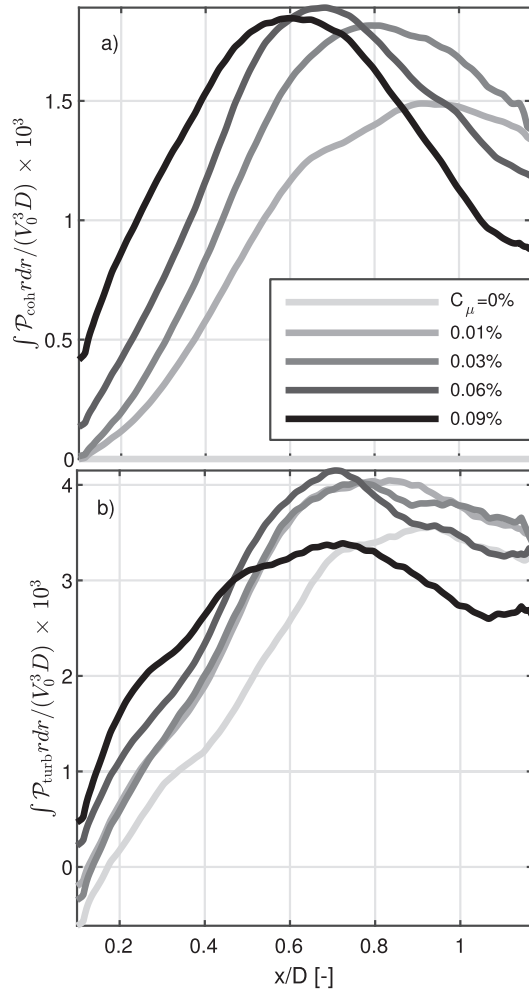 a)
1.5
1
0.5
0
∫ 𝒫_coh rdr/(V_0^3 D) × 10^3
C_μ=0%
0.01%
0.03%
0.06%
0.09%
b)
4
3
2
1
0
∫ 𝒫_turb rdr/(V_0^3 D) × 10^3
0.2 0.4 0.6 0.8 1
x/D [-]